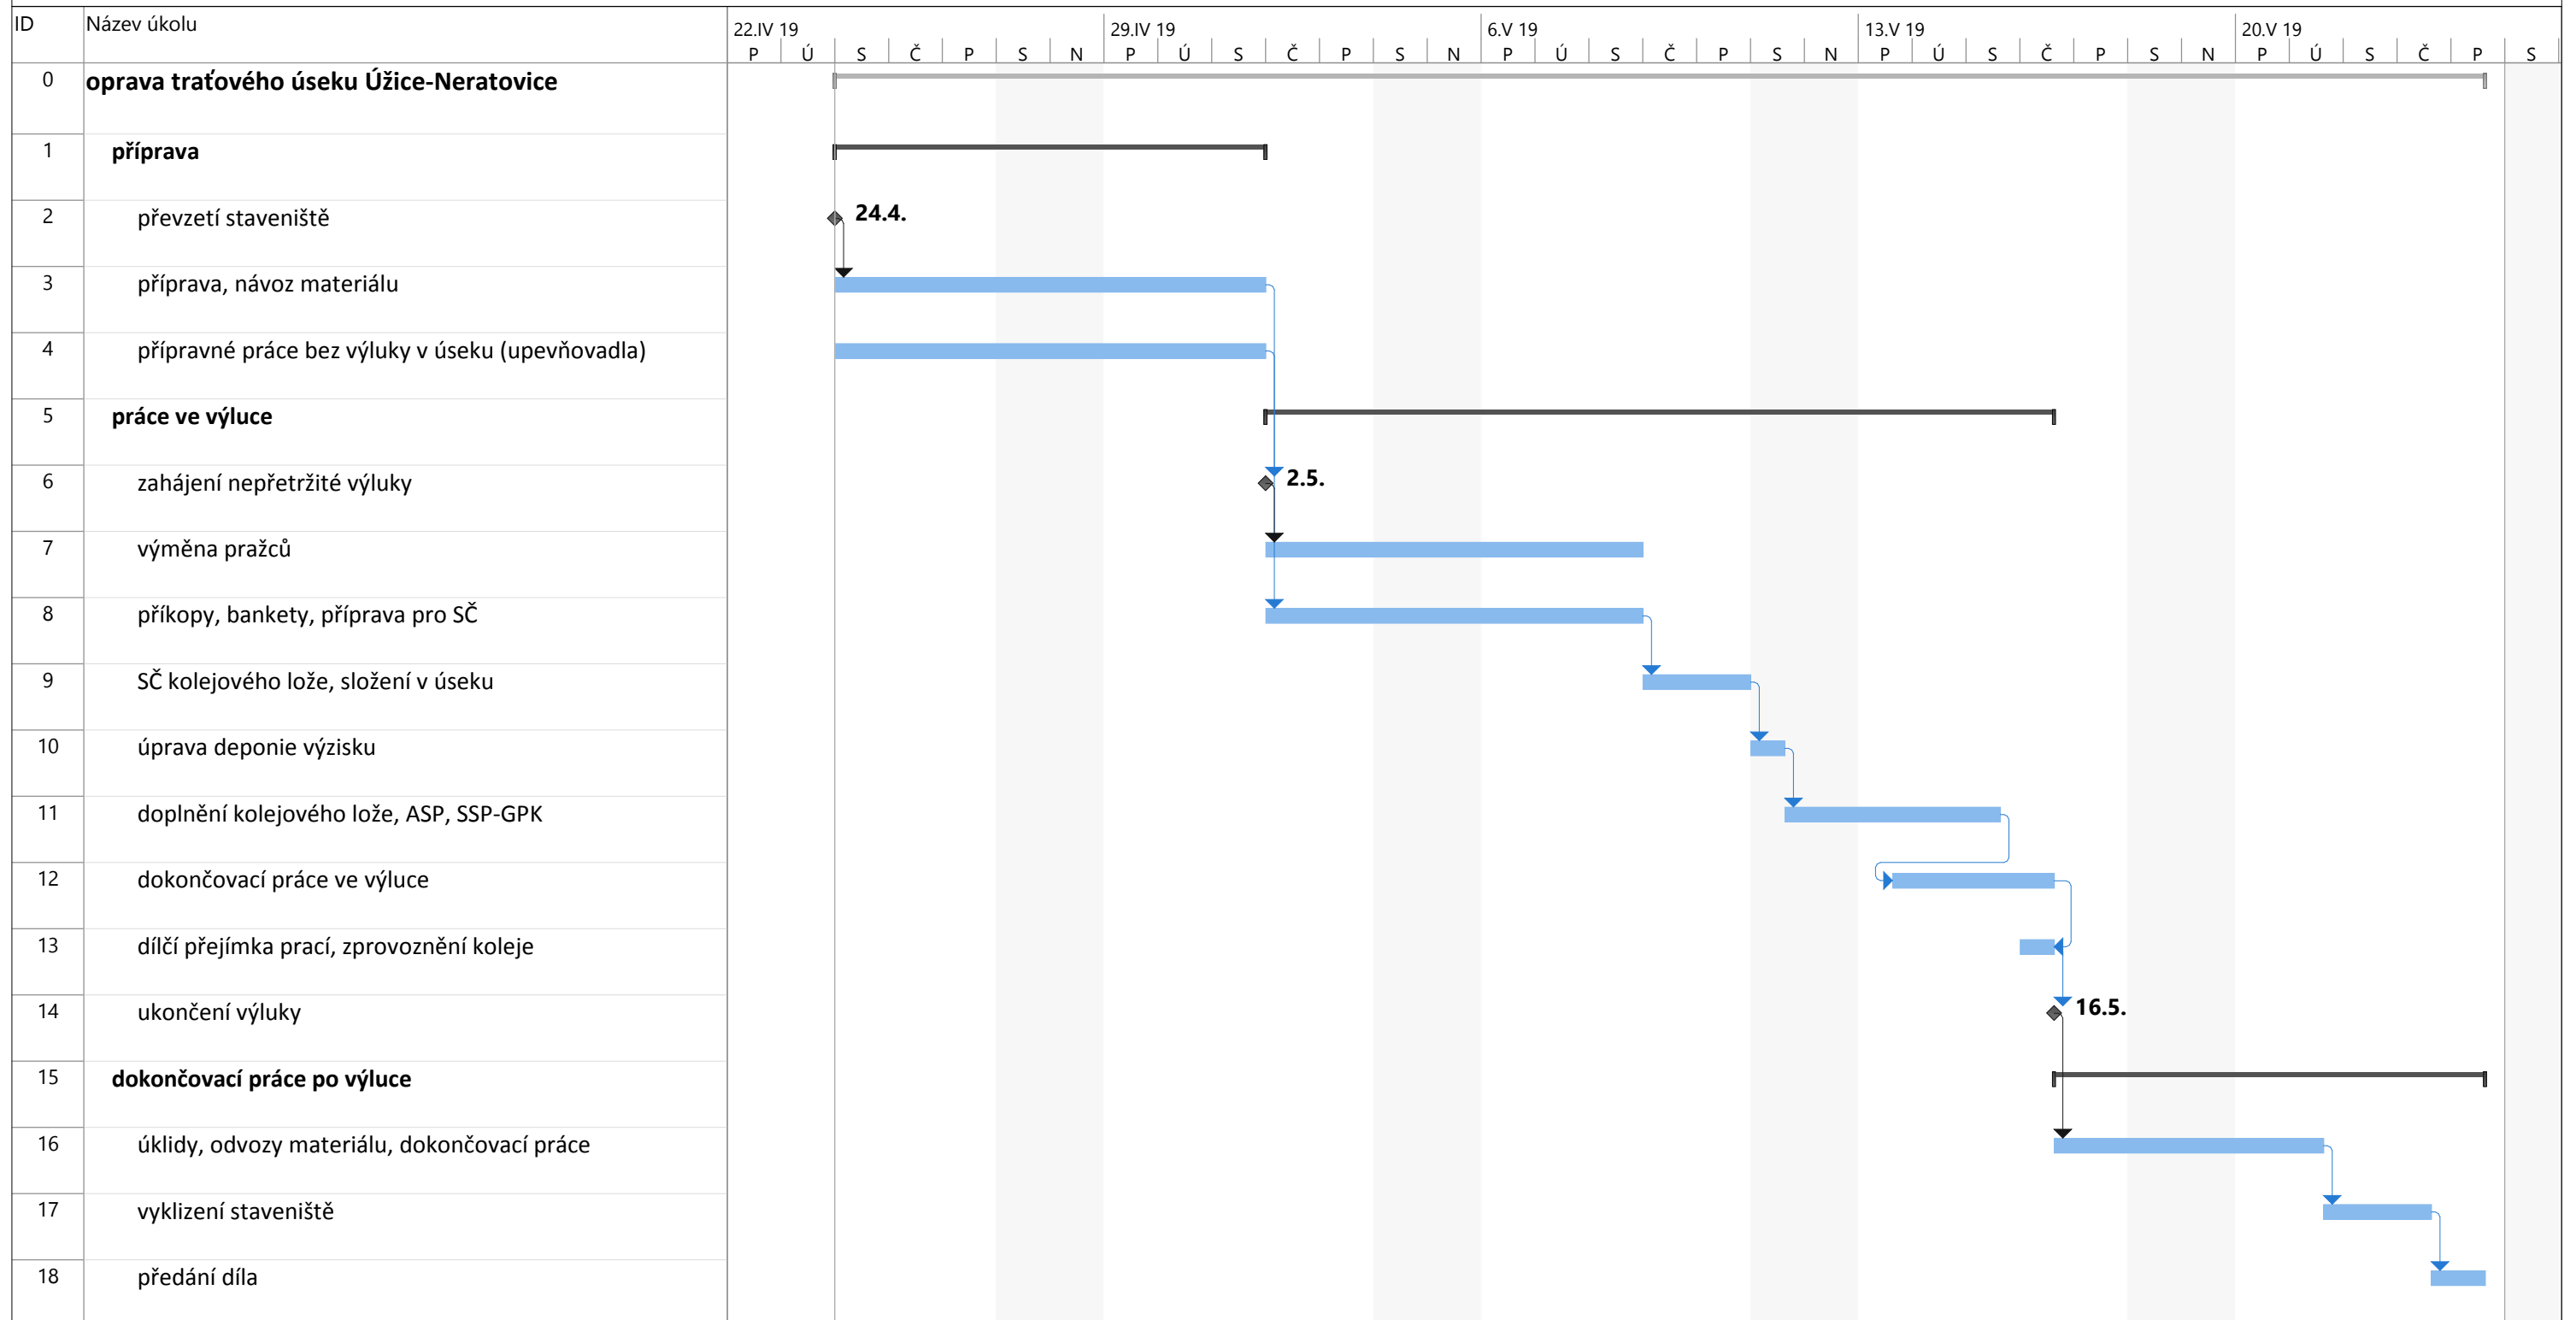 ID Název úkolu 22.IV 19 29.IV 19 6.V 19 13.V 19 20.V 19
P Ú S Č P S N P Ú S Č P S N P Ú S Č P S N P Ú S Č P S N P Ú S Č P S
0 oprava traťového úseku Úžice-Neratovice
1 příprava
2 převzetí staveniště 24.4.
3 příprava, návoz materiálu
4 přípravné práce bez výluky v úseku (upevňovadla)
5 práce ve výluce
6 zahájení nepřetržité výluky 2.5.
7 výměna pražců
8 příkopy, bankety, příprava pro SČ
9 SČ kolejového lože, složení v úseku
10 úprava deponie výzisku
11 doplnění kolejového lože, ASP, SSP-GPK
12 dokončovací práce ve výluce
13 dílčí přejímka prací, zprovoznění koleje
14 ukončení výluky 16.5.
15 dokončovací práce po výluce
16 úklidy, odvozy materiálu, dokončovací práce
17 vyklizení staveniště
18 předání díla